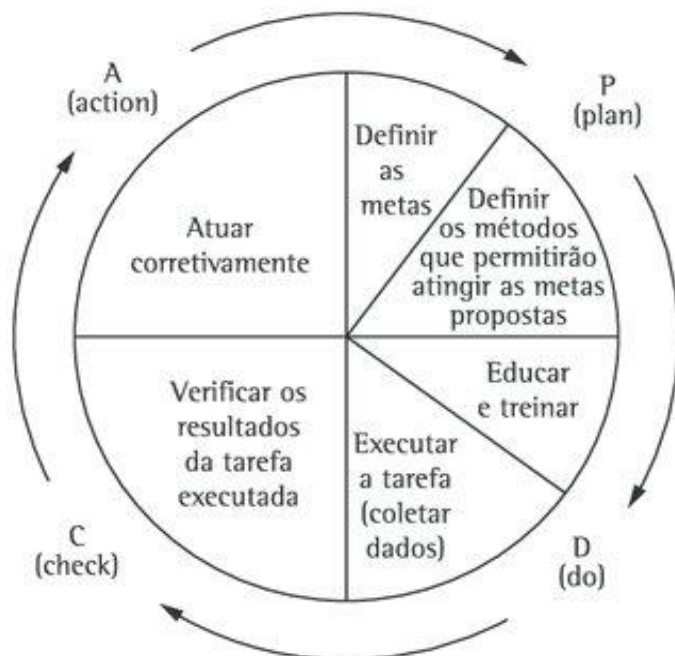 A
(action)
P
(plan)
Definir
as
metas
Definir
os métodos
que permitirão
atingir as metas
propostas
Educar
e treinar
Executar
a tarefa
(coletar
dados)
D
(do)
Verificar os
resultados
da tarefa
executada
C
(check)
Atuar
corretivamente